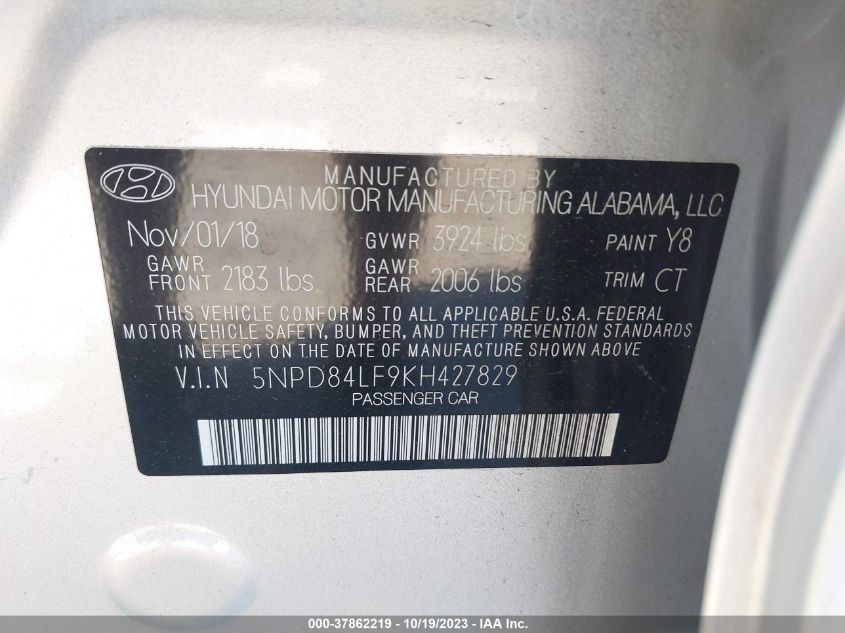 MANUFACTURED BY
HYUNDAI MOTOR MANUFACTURING ALABAMA, LLC
Nov/01/18 GVWR 3924 lbs PAINT Y8
GAWR FRONT 2183 lbs GAWR REAR 2006 lbs TRIM CT
THIS VEHICLE CONFORMS TO ALL APPLICABLE U.S.A. FEDERAL
MOTOR VEHICLE SAFETY, BUMPER, AND THEFT PREVENTION STANDARDS
IN EFFECT ON THE DATE OF MANUFACTURE SHOWN ABOVE
V.I.N 5NPD84LF9KH427829
PASSENGER CAR
000-37862219 - 10/19/2023 - IAA Inc.